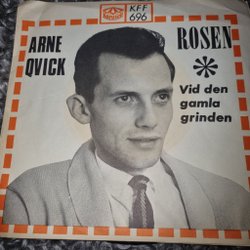 KFF
696
ARNE
QVICK
ROSEN
Vid den
gamla
grinden